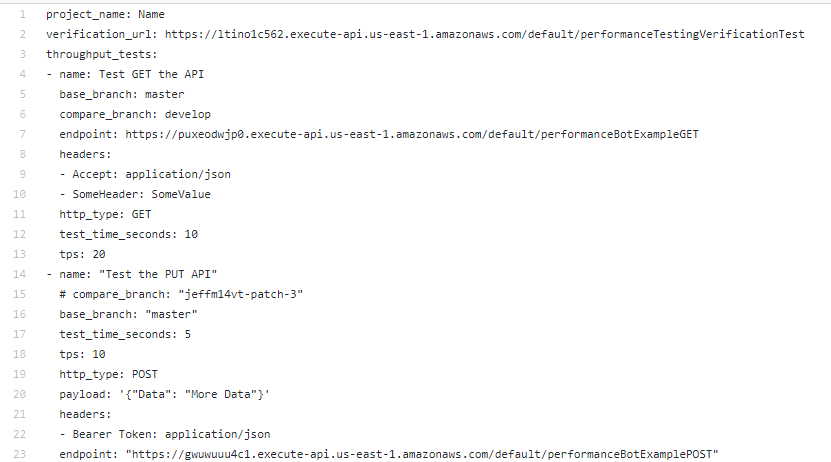 1 project_name: Name
2 verification_url: https://ltino1c562.execute-api.us-east-1.amazonaws.com/default/performanceTestingVerificationTest
3 throughput_tests:
4 - name: Test GET the API
5 base_branch: master
6 compare_branch: develop
7 endpoint: https://puxeodwjp0.execute-api.us-east-1.amazonaws.com/default/performanceBotExampleGET
8 headers:
9 - Accept: application/json
10 - SomeHeader: SomeValue
11 http_type: GET
12 test_time_seconds: 10
13 tps: 20
14 - name: "Test the PUT API"
15 # compare_branch: "jeffm14vt-patch-3"
16 base_branch: "master"
17 test_time_seconds: 5
18 tps: 10
19 http_type: POST
20 payload: '{"Data": "More Data"}'
21 headers:
22 - Bearer Token: application/json
23 endpoint: "https://gwuwuuu4c1.execute-api.us-east-1.amazonaws.com/default/performanceBotExamplePOST"